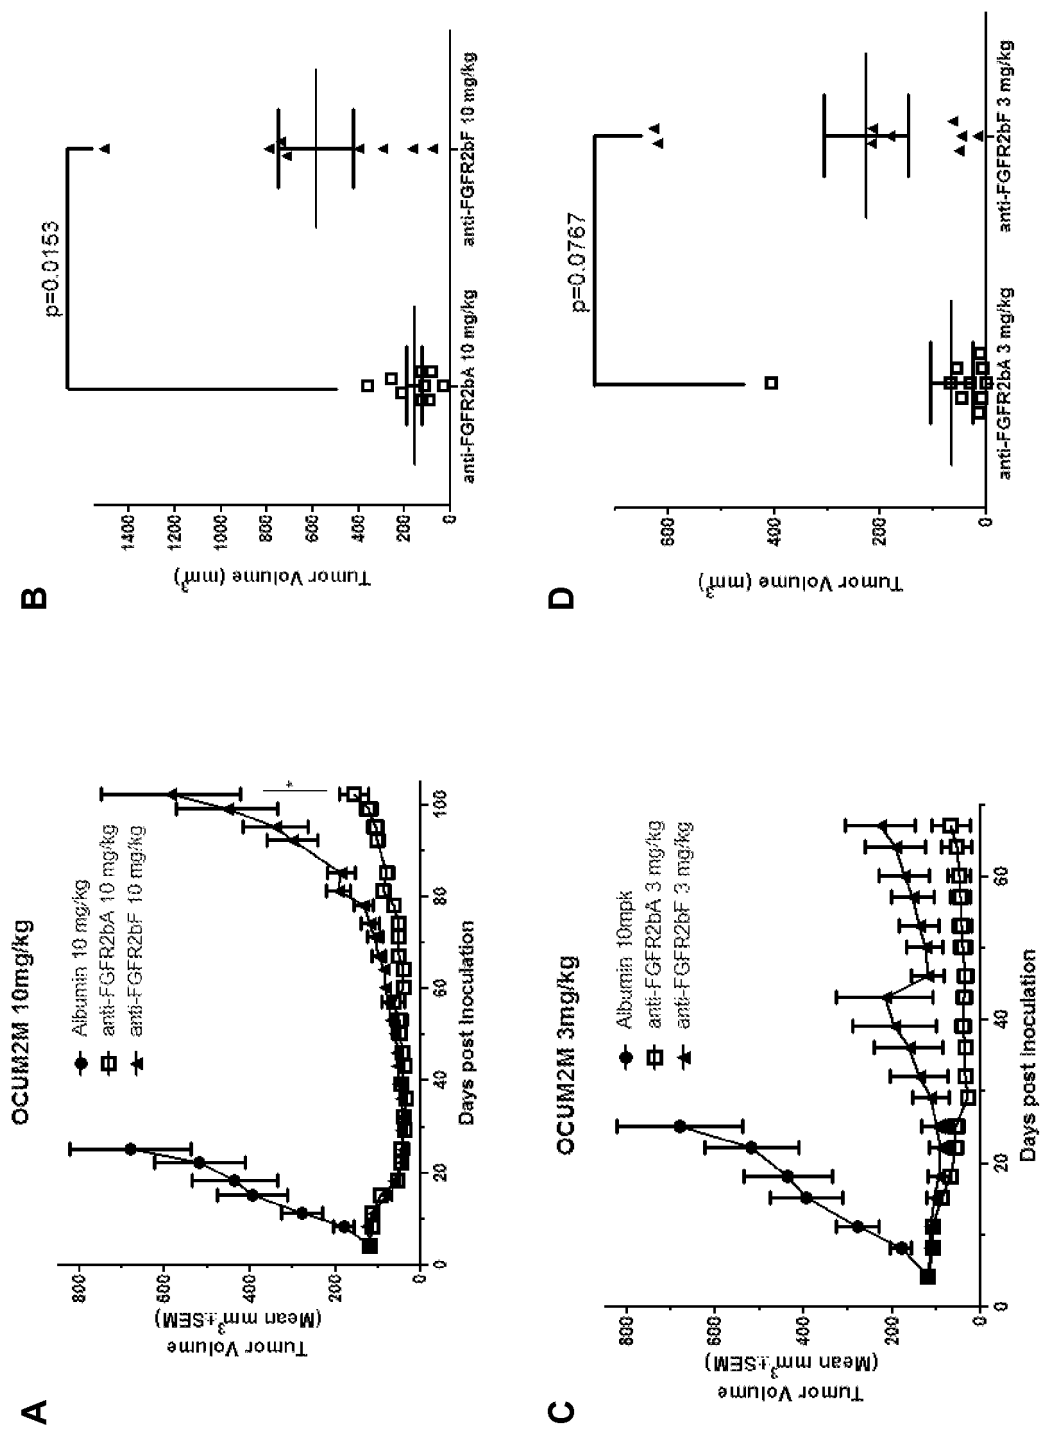 A
OCUM2M 10mg/kg
Albumin 10 mg/kg
anti-FGFR2bA 10 mg/kg
anti-FGFR2bF 10 mg/kg
Tumor Volume
(Mean mm³±SEM)
800
600
400
200
0
*
0
20
40
60
80
100
Days post Inoculation
B
p=0.0153
Tumor Volume (mm³)
1400
1200
1000
800
600
400
200
0
anti-FGFR2bA 10 mg/kg
anti-FGFR2bF 10 mg/kg
C
OCUM2M 3mg/kg
Albumin 10mpk
anti-FGFR2bA 3 mg/kg
anti-FGFR2bF 3 mg/kg
Tumor Volume
(Mean mm³±SEM)
800
600
400
200
0
0
20
40
60
Days post Inoculation
D
p=0.0767
Tumor Volume (mm³)
600
400
200
0
anti-FGFR2bA 3 mg/kg
anti-FGFR2bF 3 mg/kg